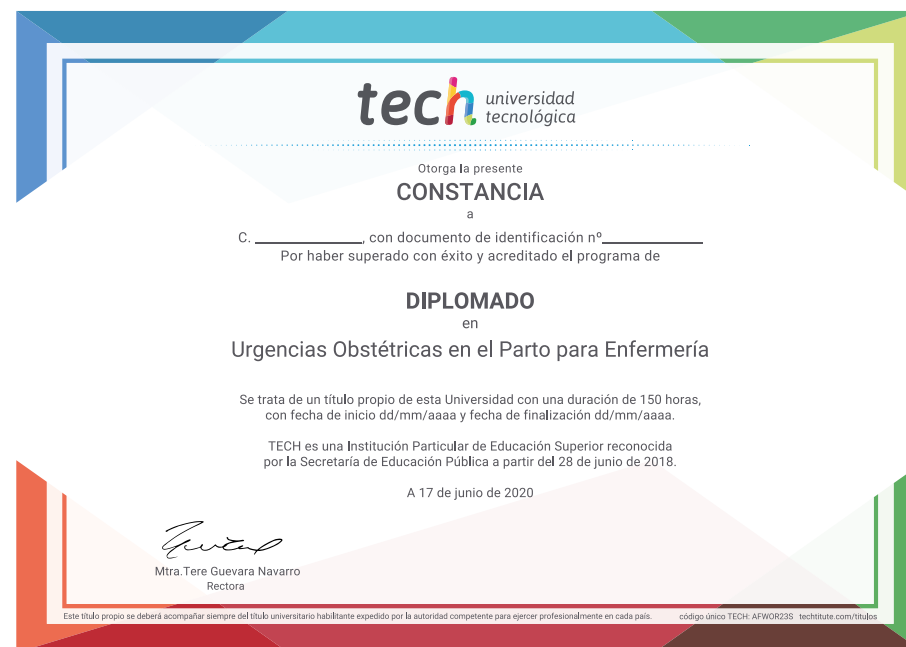 tech universidad
tecnológica
Otorga la presente
CONSTANCIA
a
C. ____________, con documento de identificación nº____________
Por haber superado con éxito y acreditado el programa de
DIPLOMADO
en
Urgencias Obstétricas en el Parto para Enfermería
Se trata de un título propio de esta Universidad con una duración de 150 horas,
con fecha de inicio dd/mm/aaaa y fecha de finalización dd/mm/aaaa.
TECH es una Institución Particular de Educación Superior reconocida
por la Secretaría de Educación Pública a partir del 28 de junio de 2018.
A 17 de junio de 2020
Mtra.Tere Guevara Navarro
Rectora
Este título propio se deberá acompañar siempre del título universitario habilitante expedido por la autoridad competente para ejercer profesionalmente en cada país. código único TECH: AFWOR23S techtitute.com/titulos